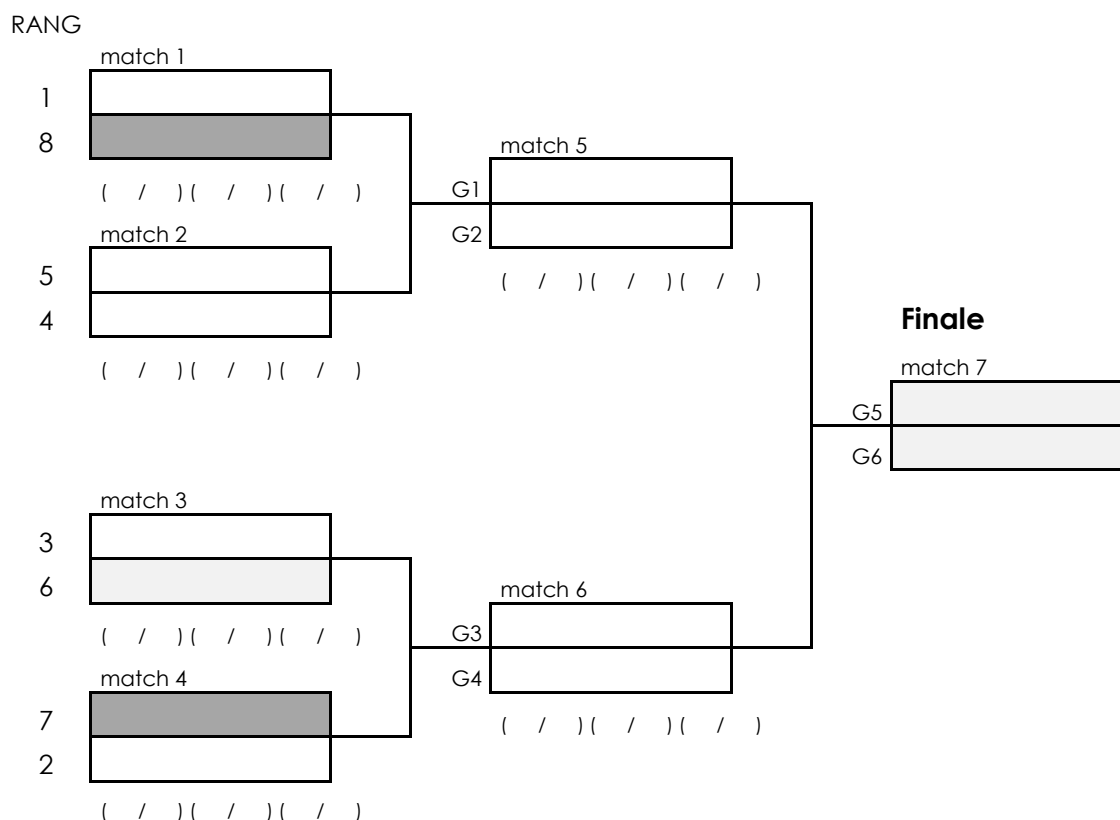 RANG
match 1
1
8
( / ) ( / ) ( / )
match 2
5
4
( / ) ( / ) ( / )
match 3
3
6
( / ) ( / ) ( / )
match 4
7
2
( / ) ( / ) ( / )
match 5
G1
G2
( / ) ( / ) ( / )
match 6
G3
G4
( / ) ( / ) ( / )
Finale
match 7
G5
G6